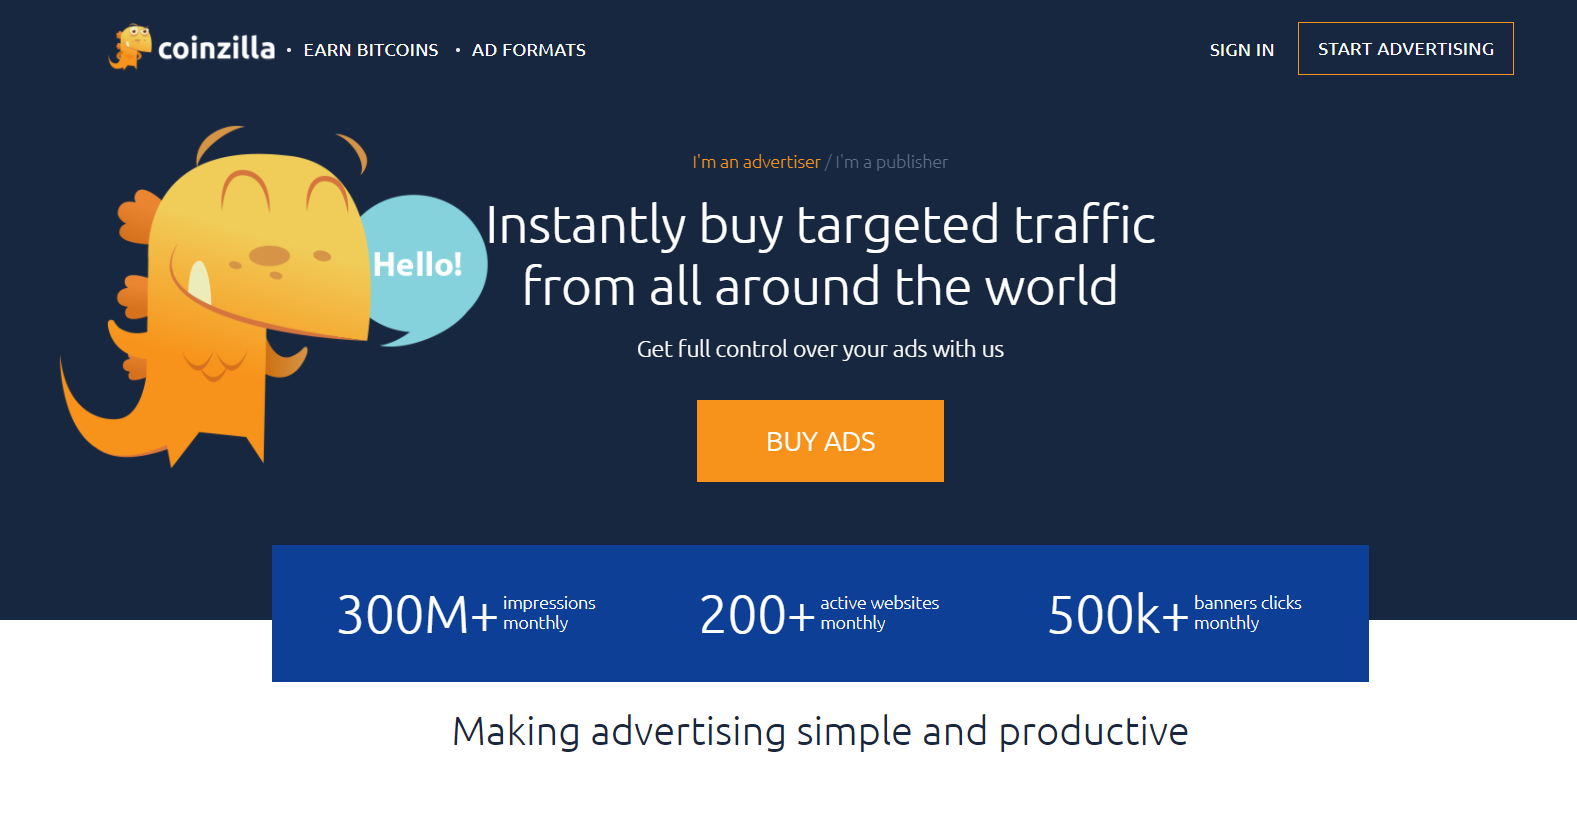 coinzilla
• EARN BITCOINS
• AD FORMATS
SIGN IN
START ADVERTISING
I'm an advertiser / I'm a publisher
Hello!
Instantly buy targeted traffic
from all around the world
Get full control over your ads with us
BUY ADS
300M+ impressions
monthly
200+ active websites
monthly
500k+ banners clicks
monthly
Making advertising simple and productive